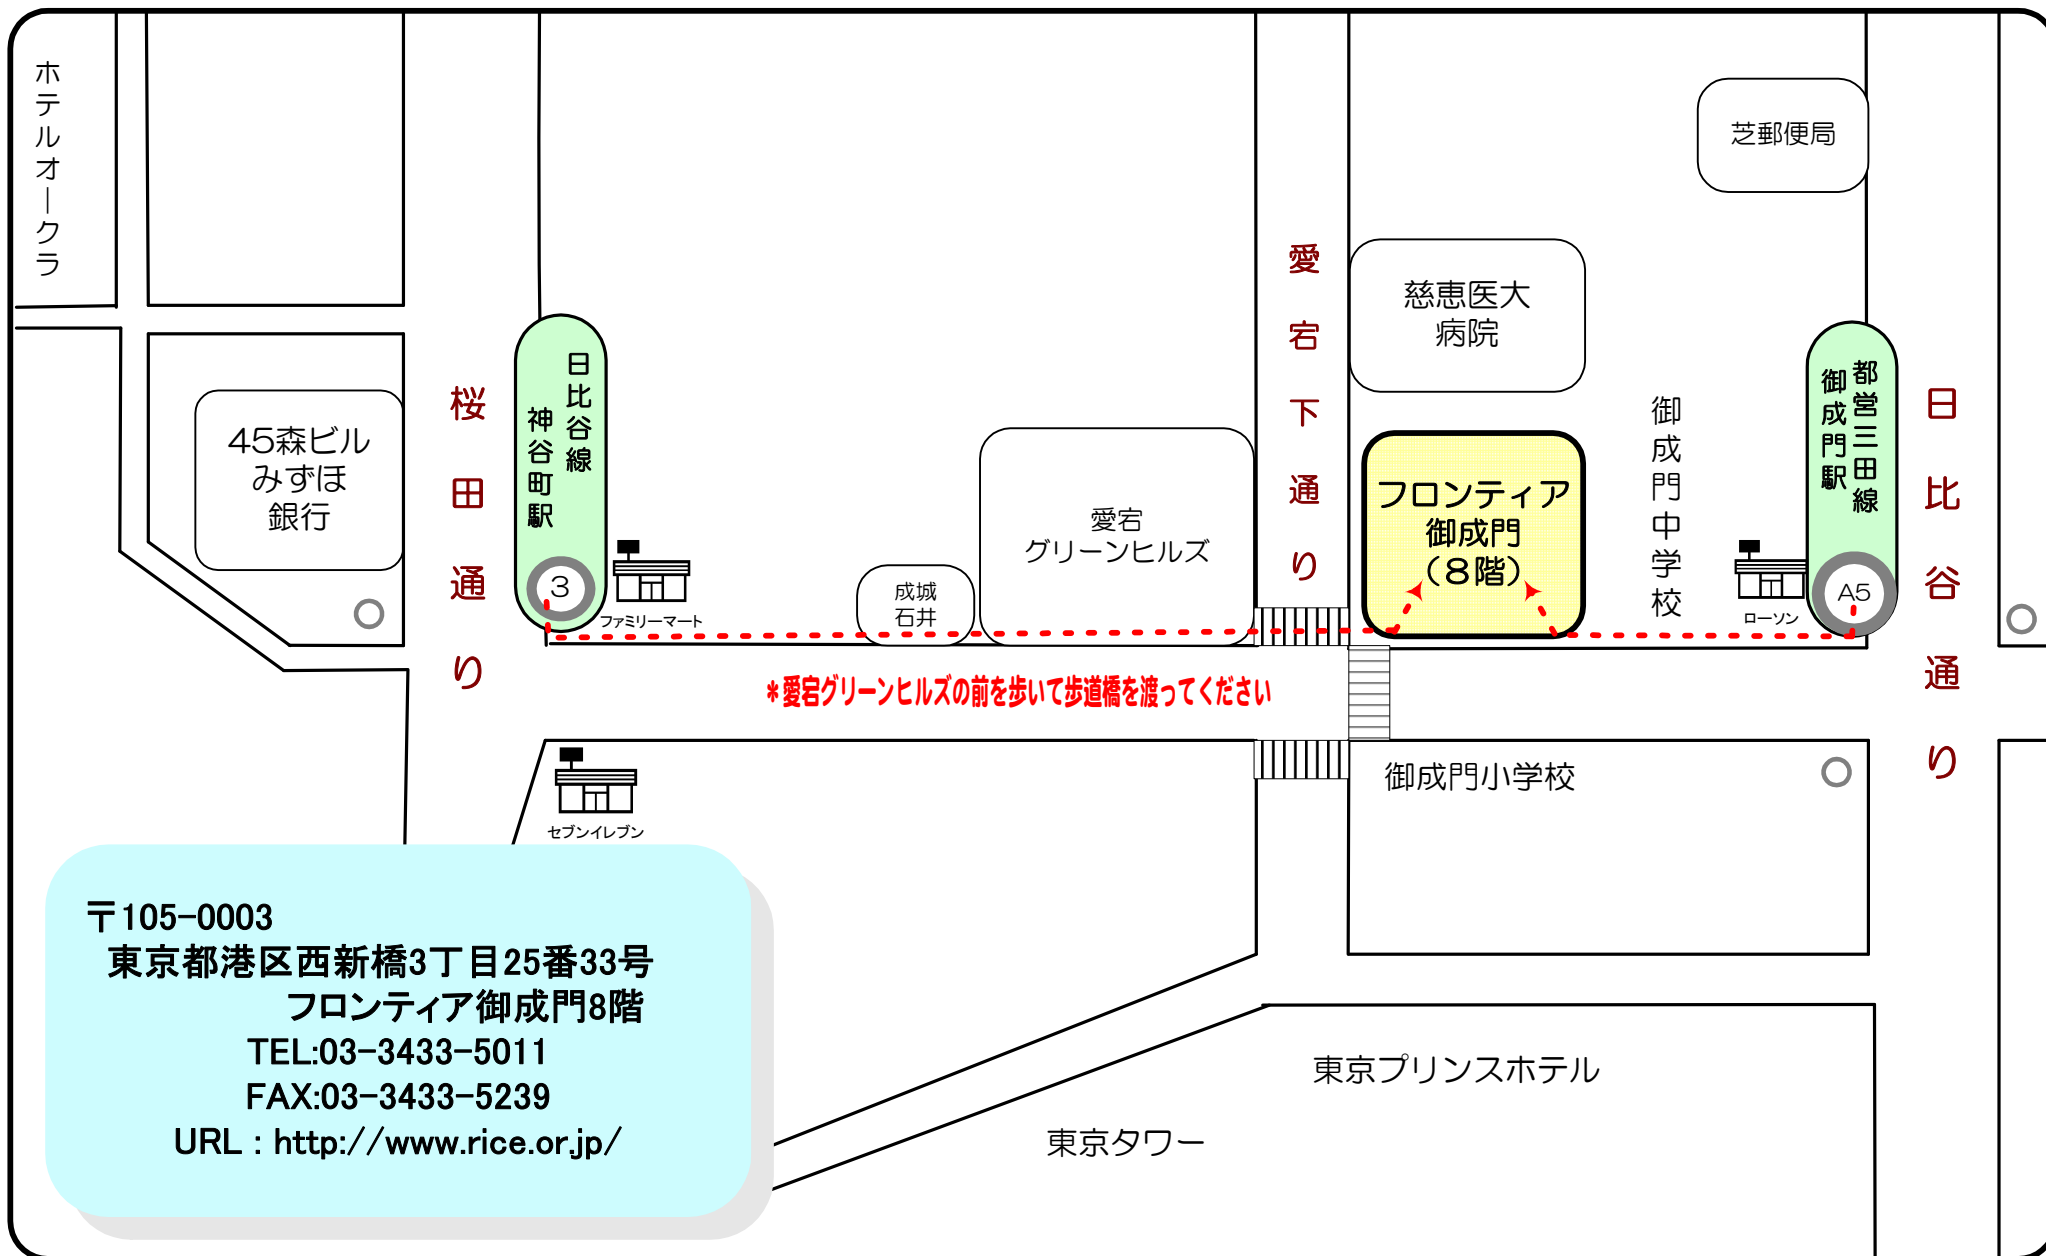 ホテルオークラ
芝郵便局
愛宕下通り
慈恵医大
病院
日比谷線
神谷町駅
都営三田線
御成門駅
桜田通り
日比谷通り
45森ビル
みずほ
銀行
御成門中学校
愛宕
グリーンヒルズ
フロンティア
御成門
(8階)
成城
石井
3
A5
ファミリーマート
ローソン
*愛宕グリーンヒルズの前を歩いて歩道橋を渡ってください
御成門小学校
セブンイレブン
〒105-0003
東京都港区西新橋3丁目25番33号
フロンティア御成門8階
TEL:03-3433-5011
FAX:03-3433-5239
URL : http://www.rice.or.jp/
東京プリンスホテル
東京タワー